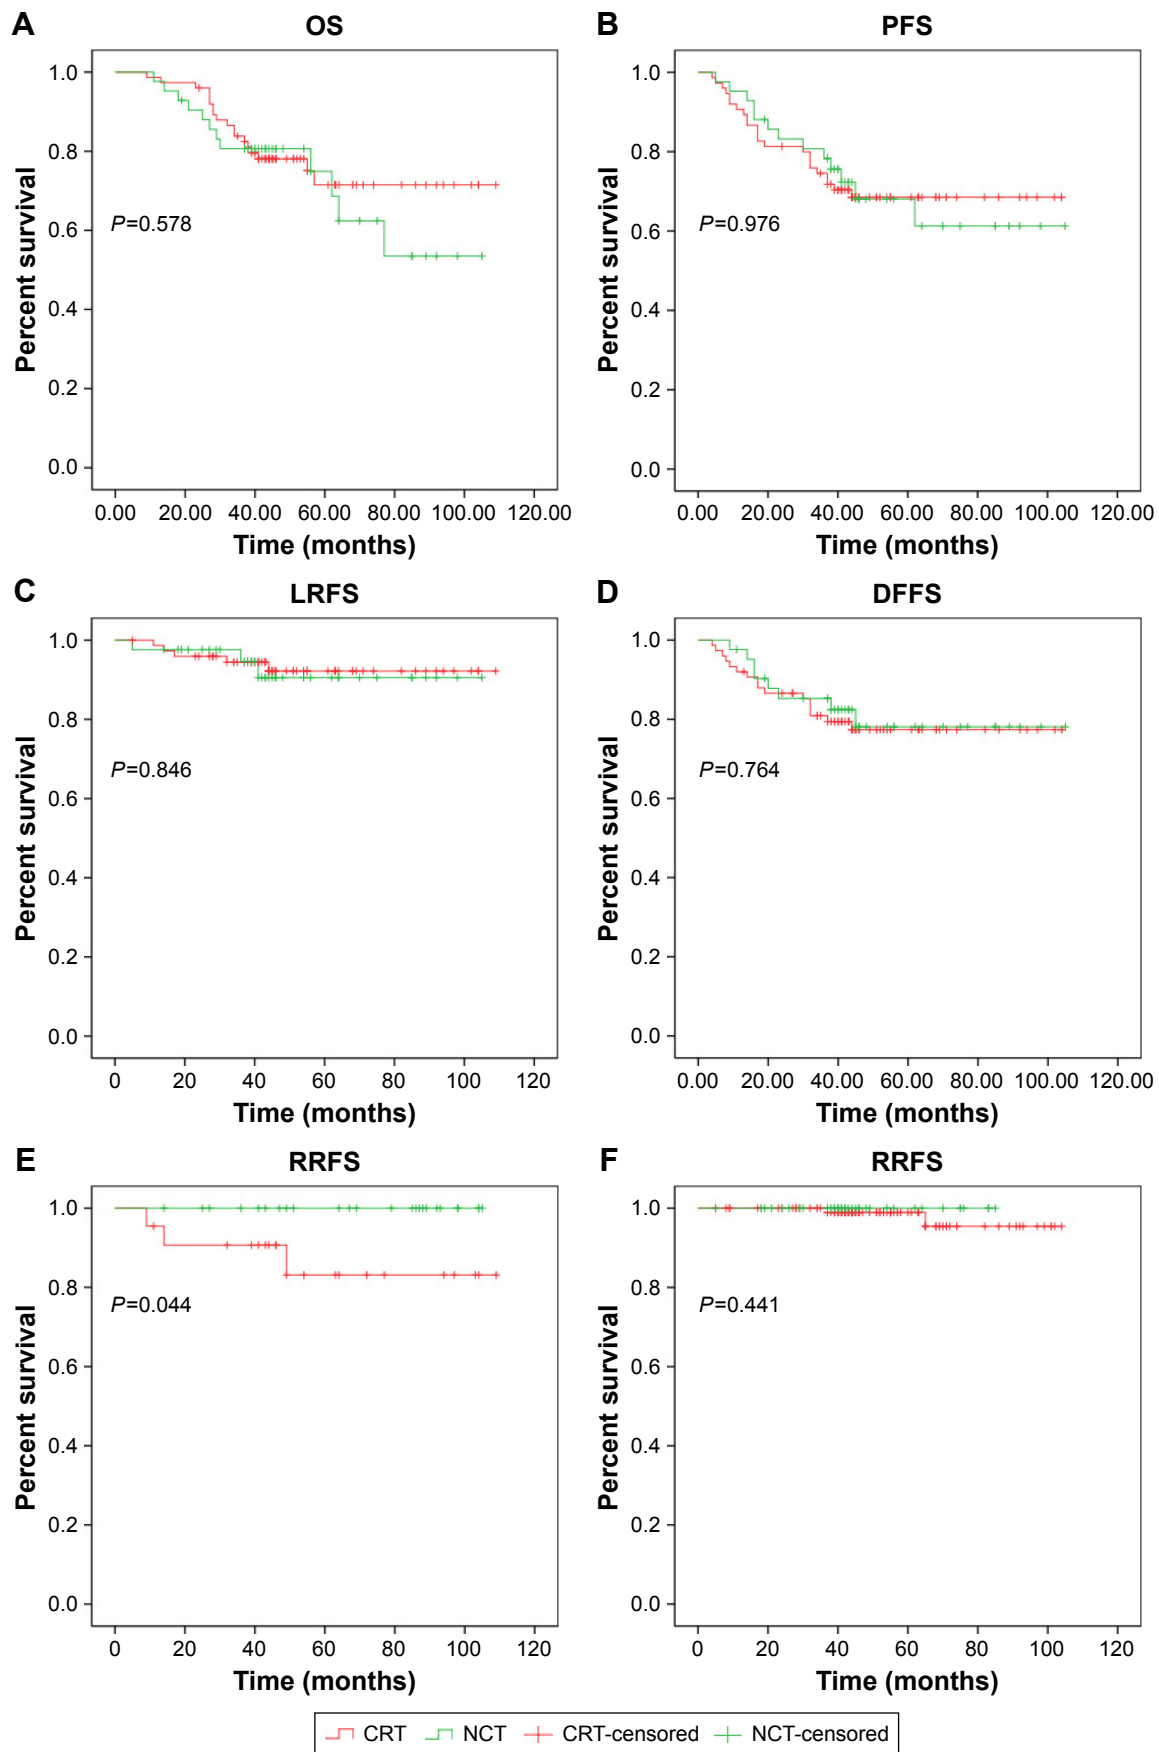 A
OS
Percent survival
1.0
0.8
0.6
0.4
0.2
0.0
P=0.578
0.00 20.00 40.00 60.00 80.00 100.00 120.00
Time (months)
B
PFS
Percent survival
1.0
0.8
0.6
0.4
0.2
0.0
P=0.976
0.00 20.00 40.00 60.00 80.00 100.00 120.00
Time (months)
C
LRFS
Percent survival
1.0
0.8
0.6
0.4
0.2
0.0
P=0.846
0 20 40 60 80 100 120
Time (months)
D
DFFS
Percent survival
1.0
0.8
0.6
0.4
0.2
0.0
P=0.764
0.00 20.00 40.00 60.00 80.00 100.00 120.00
Time (months)
E
RRFS
Percent survival
1.0
0.8
0.6
0.4
0.2
0.0
P=0.044
0 20 40 60 80 100 120
Time (months)
F
RRFS
Percent survival
1.0
0.8
0.6
0.4
0.2
0.0
P=0.441
0 20 40 60 80 100 120
Time (months)
CRT NCT CRT-censored NCT-censored